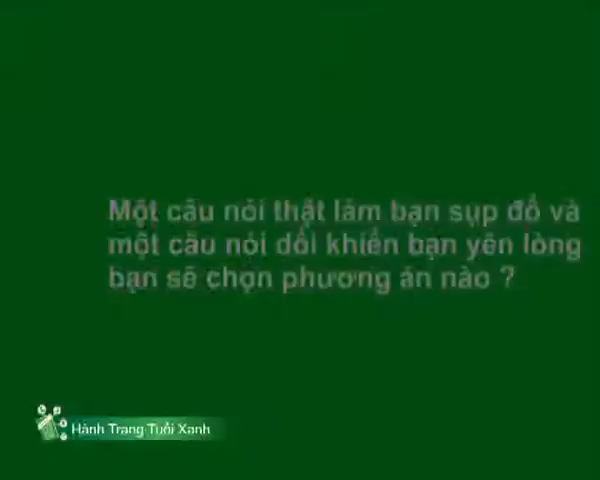 Một câu nói thật làm bạn sụp đổ và
một câu nói dối khiến bạn yên lòng
bạn sẽ chọn phương án nào ?
Hành Trang Tuổi Xanh